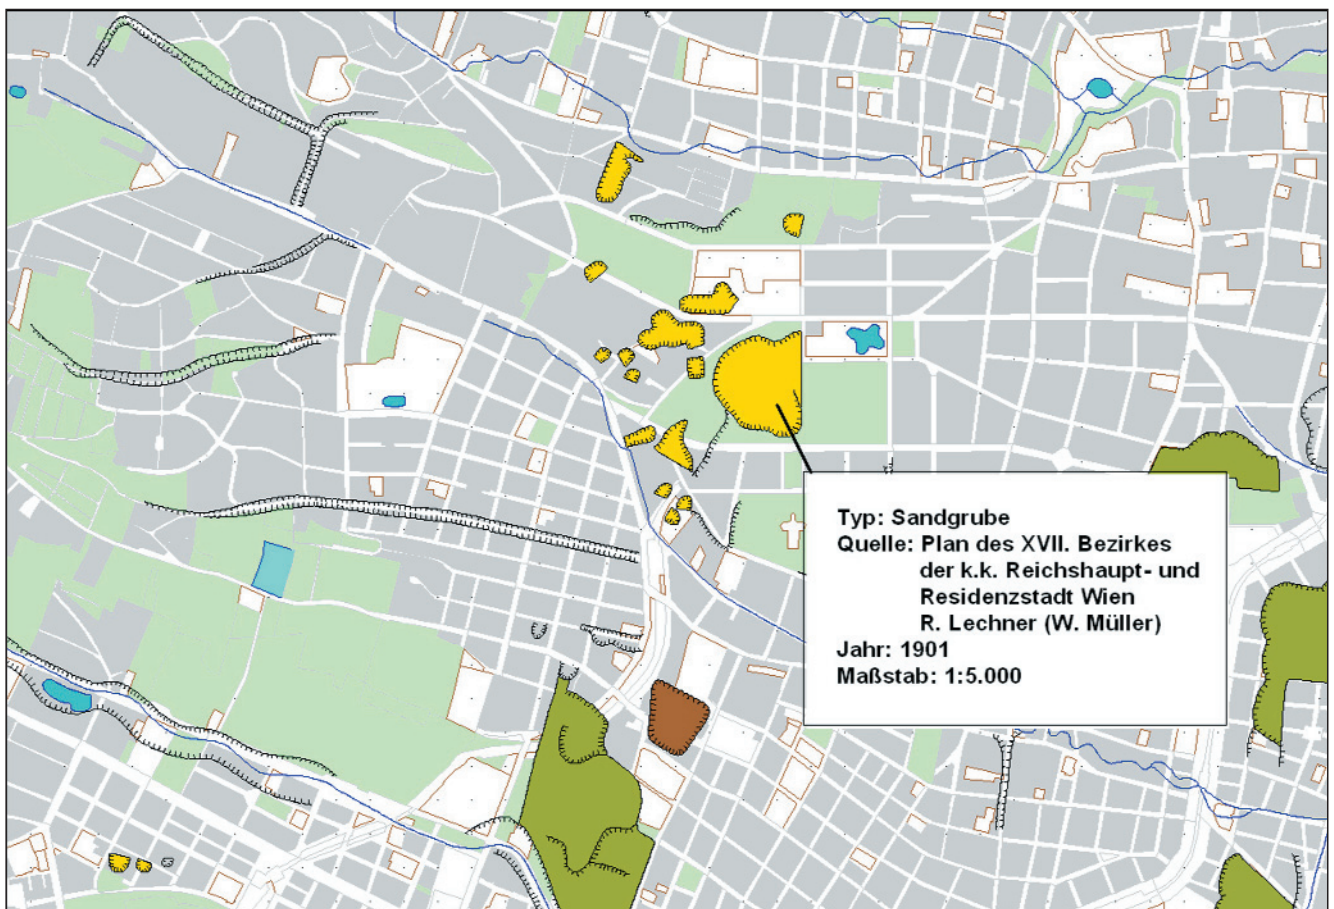 Typ: Sandgrube
Quelle: Plan des XVII. Bezirkes
der k.k. Reichshaupt- und
Residenzstadt Wien
R. Lechner (W. Müller)
Jahr: 1901
Maßstab: 1:5.000